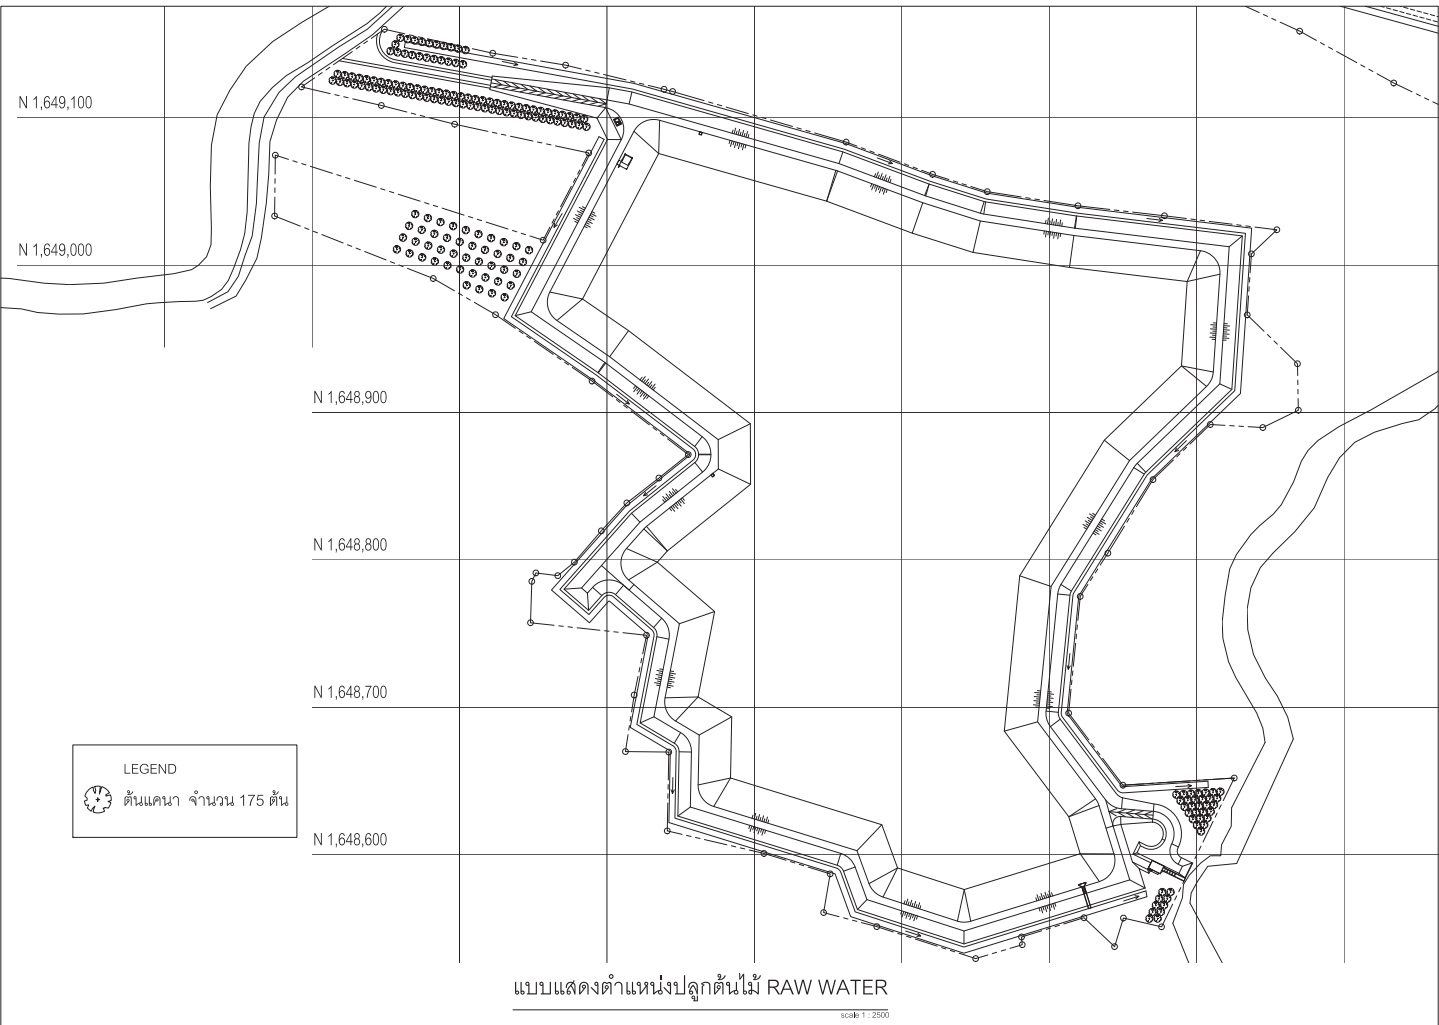 N 1,649,100
N 1,649,000
N 1,648,900
N 1,648,800
N 1,648,700
N 1,648,600
LEGEND
ต้นแคนา จำนวน 175 ต้น
แบบแสดงตำแหน่งปลูกต้นไม้ RAW WATER
scale 1 : 2500